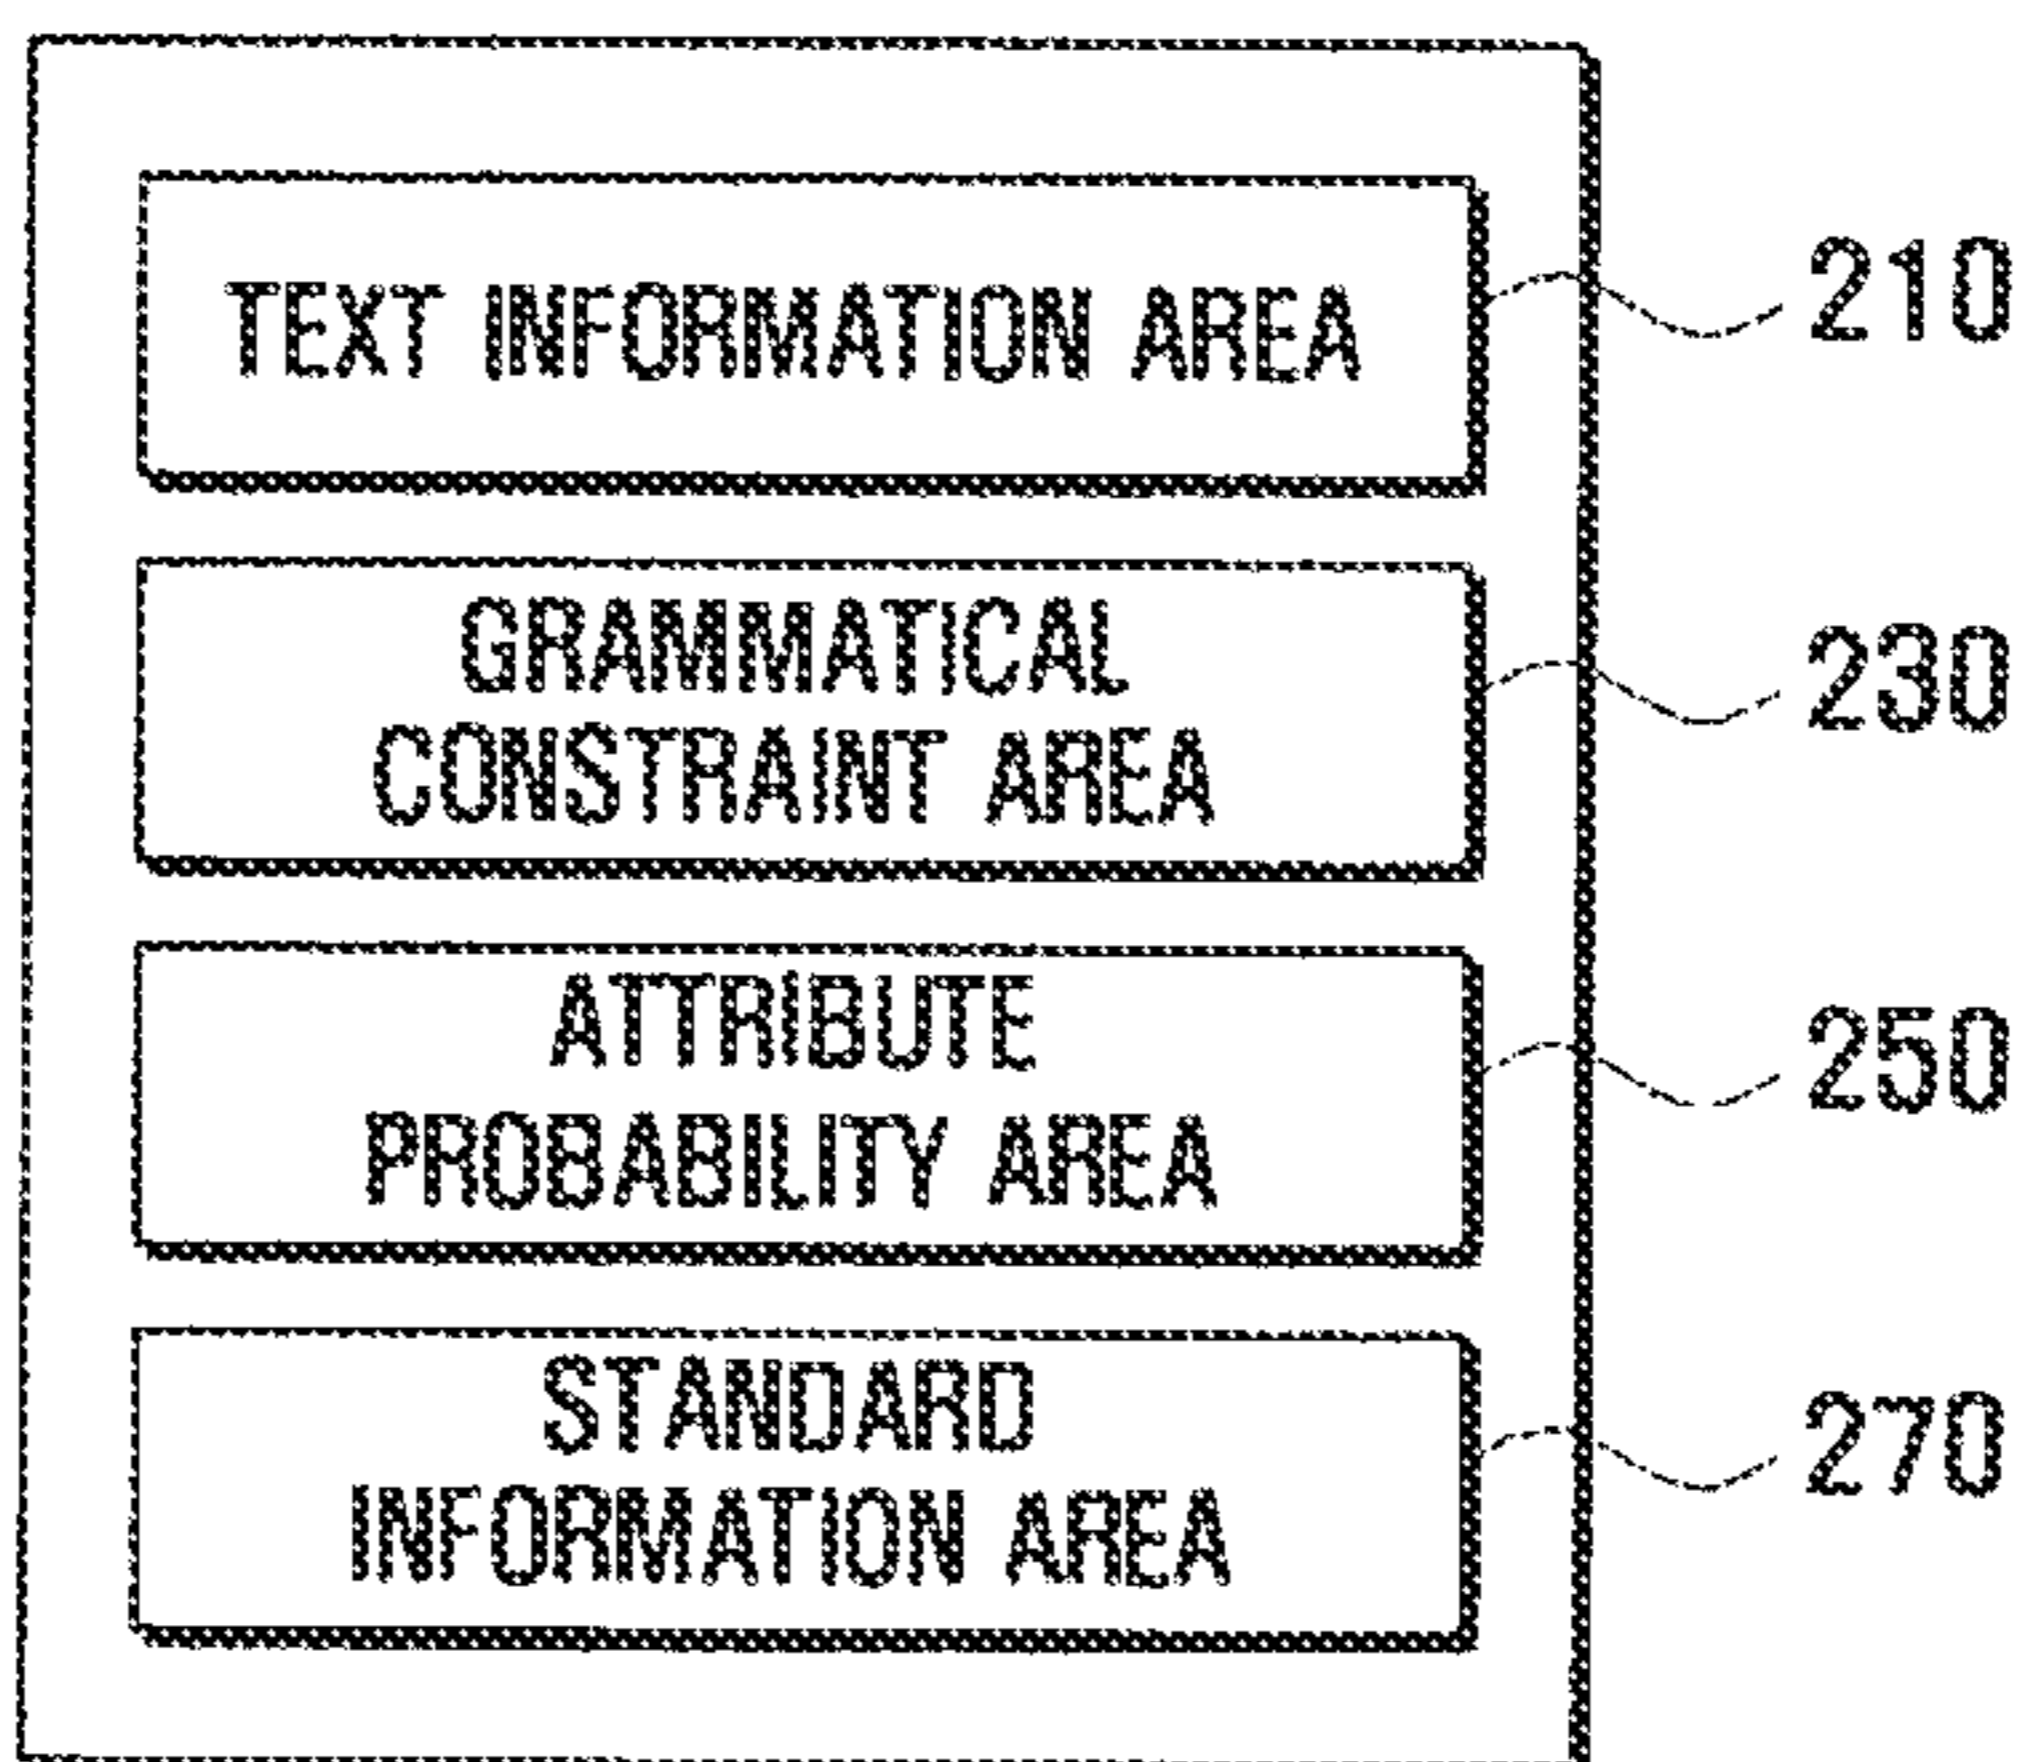 TEXT INFORMATION AREA
210
GRAMMATICAL
CONSTRAINT AREA
230
ATTRIBUTE
PROBABILITY AREA
250
STANDARD
INFORMATION AREA
270